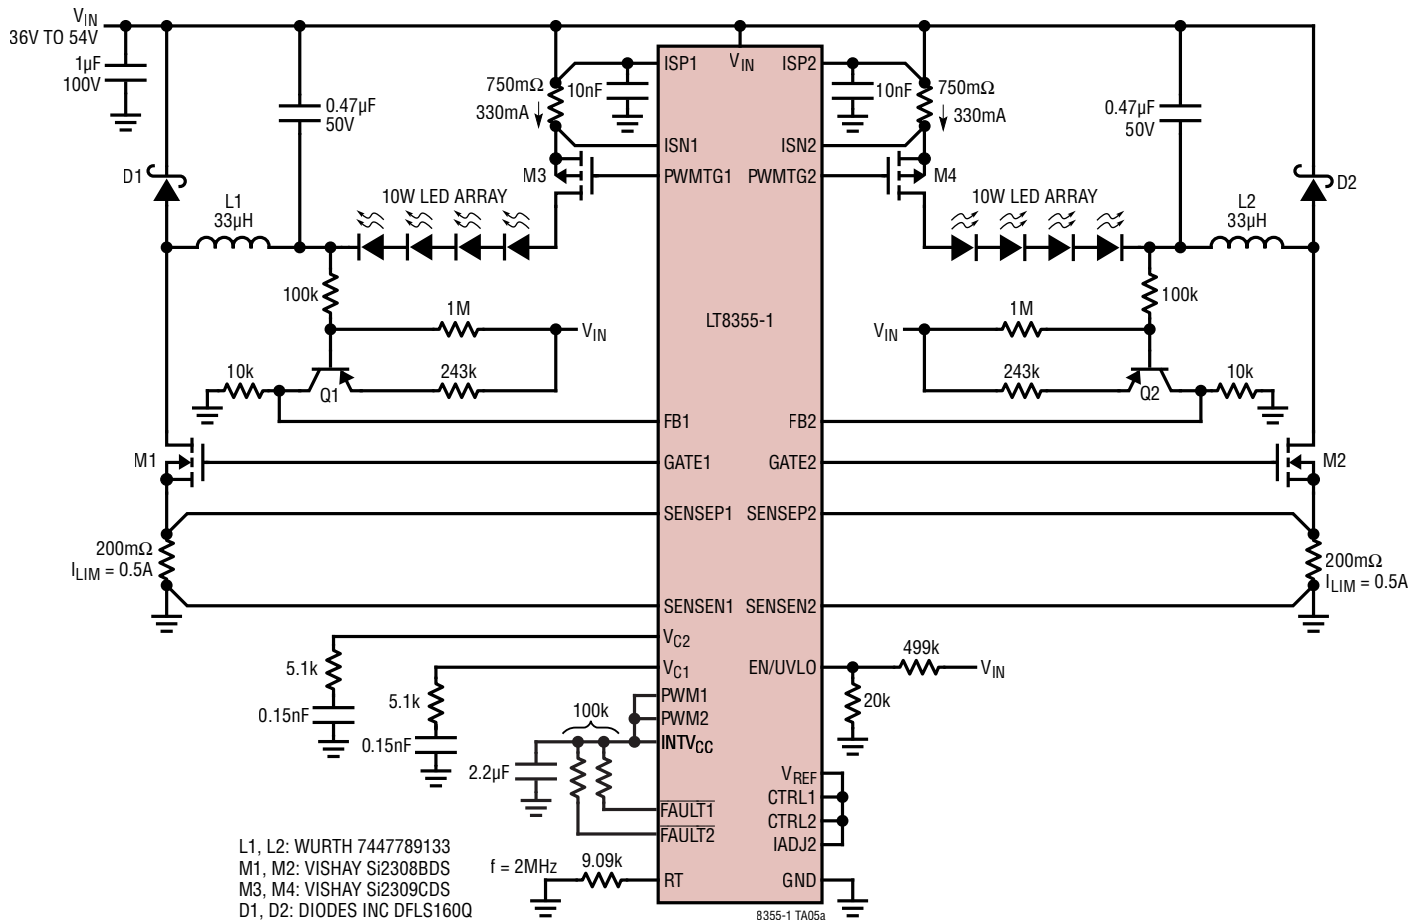 VIN
36V TO 54V
1µF
100V
0.47µF
50V
750mΩ
330mA
10nF
ISP1
VIN
ISP2
10nF
750mΩ
330mA
0.47µF
50V
ISN1
ISN2
D1
M3
PWMTG1
PWMTG2
M4
D2
L1
33µH
10W LED ARRAY
10W LED ARRAY
L2
33µH
100k
1M
VIN
LT8355-1
VIN
1M
100k
10k
Q1
243k
243k
Q2
10k
FB1
FB2
M1
GATE1
GATE2
M2
SENSEP1
SENSEP2
200mΩ
ILIM = 0.5A
200mΩ
ILIM = 0.5A
SENSEN1
SENSEN2
VC2
5.1k
0.15nF
VC1
5.1k
0.15nF
EN/UVLO
499k
VIN
20k
PWM1
PWM2
100k
INTVCC
2.2µF
VREF
CTRL1
CTRL2
IADJ2
FAULT1
FAULT2
L1, L2: WURTH 7447789133
M1, M2: VISHAY Si2308BDS
M3, M4: VISHAY Si2309CDS
D1, D2: DIODES INC DFLS160Q
f = 2MHz
9.09k
RT
GND
8355-1 TA05a